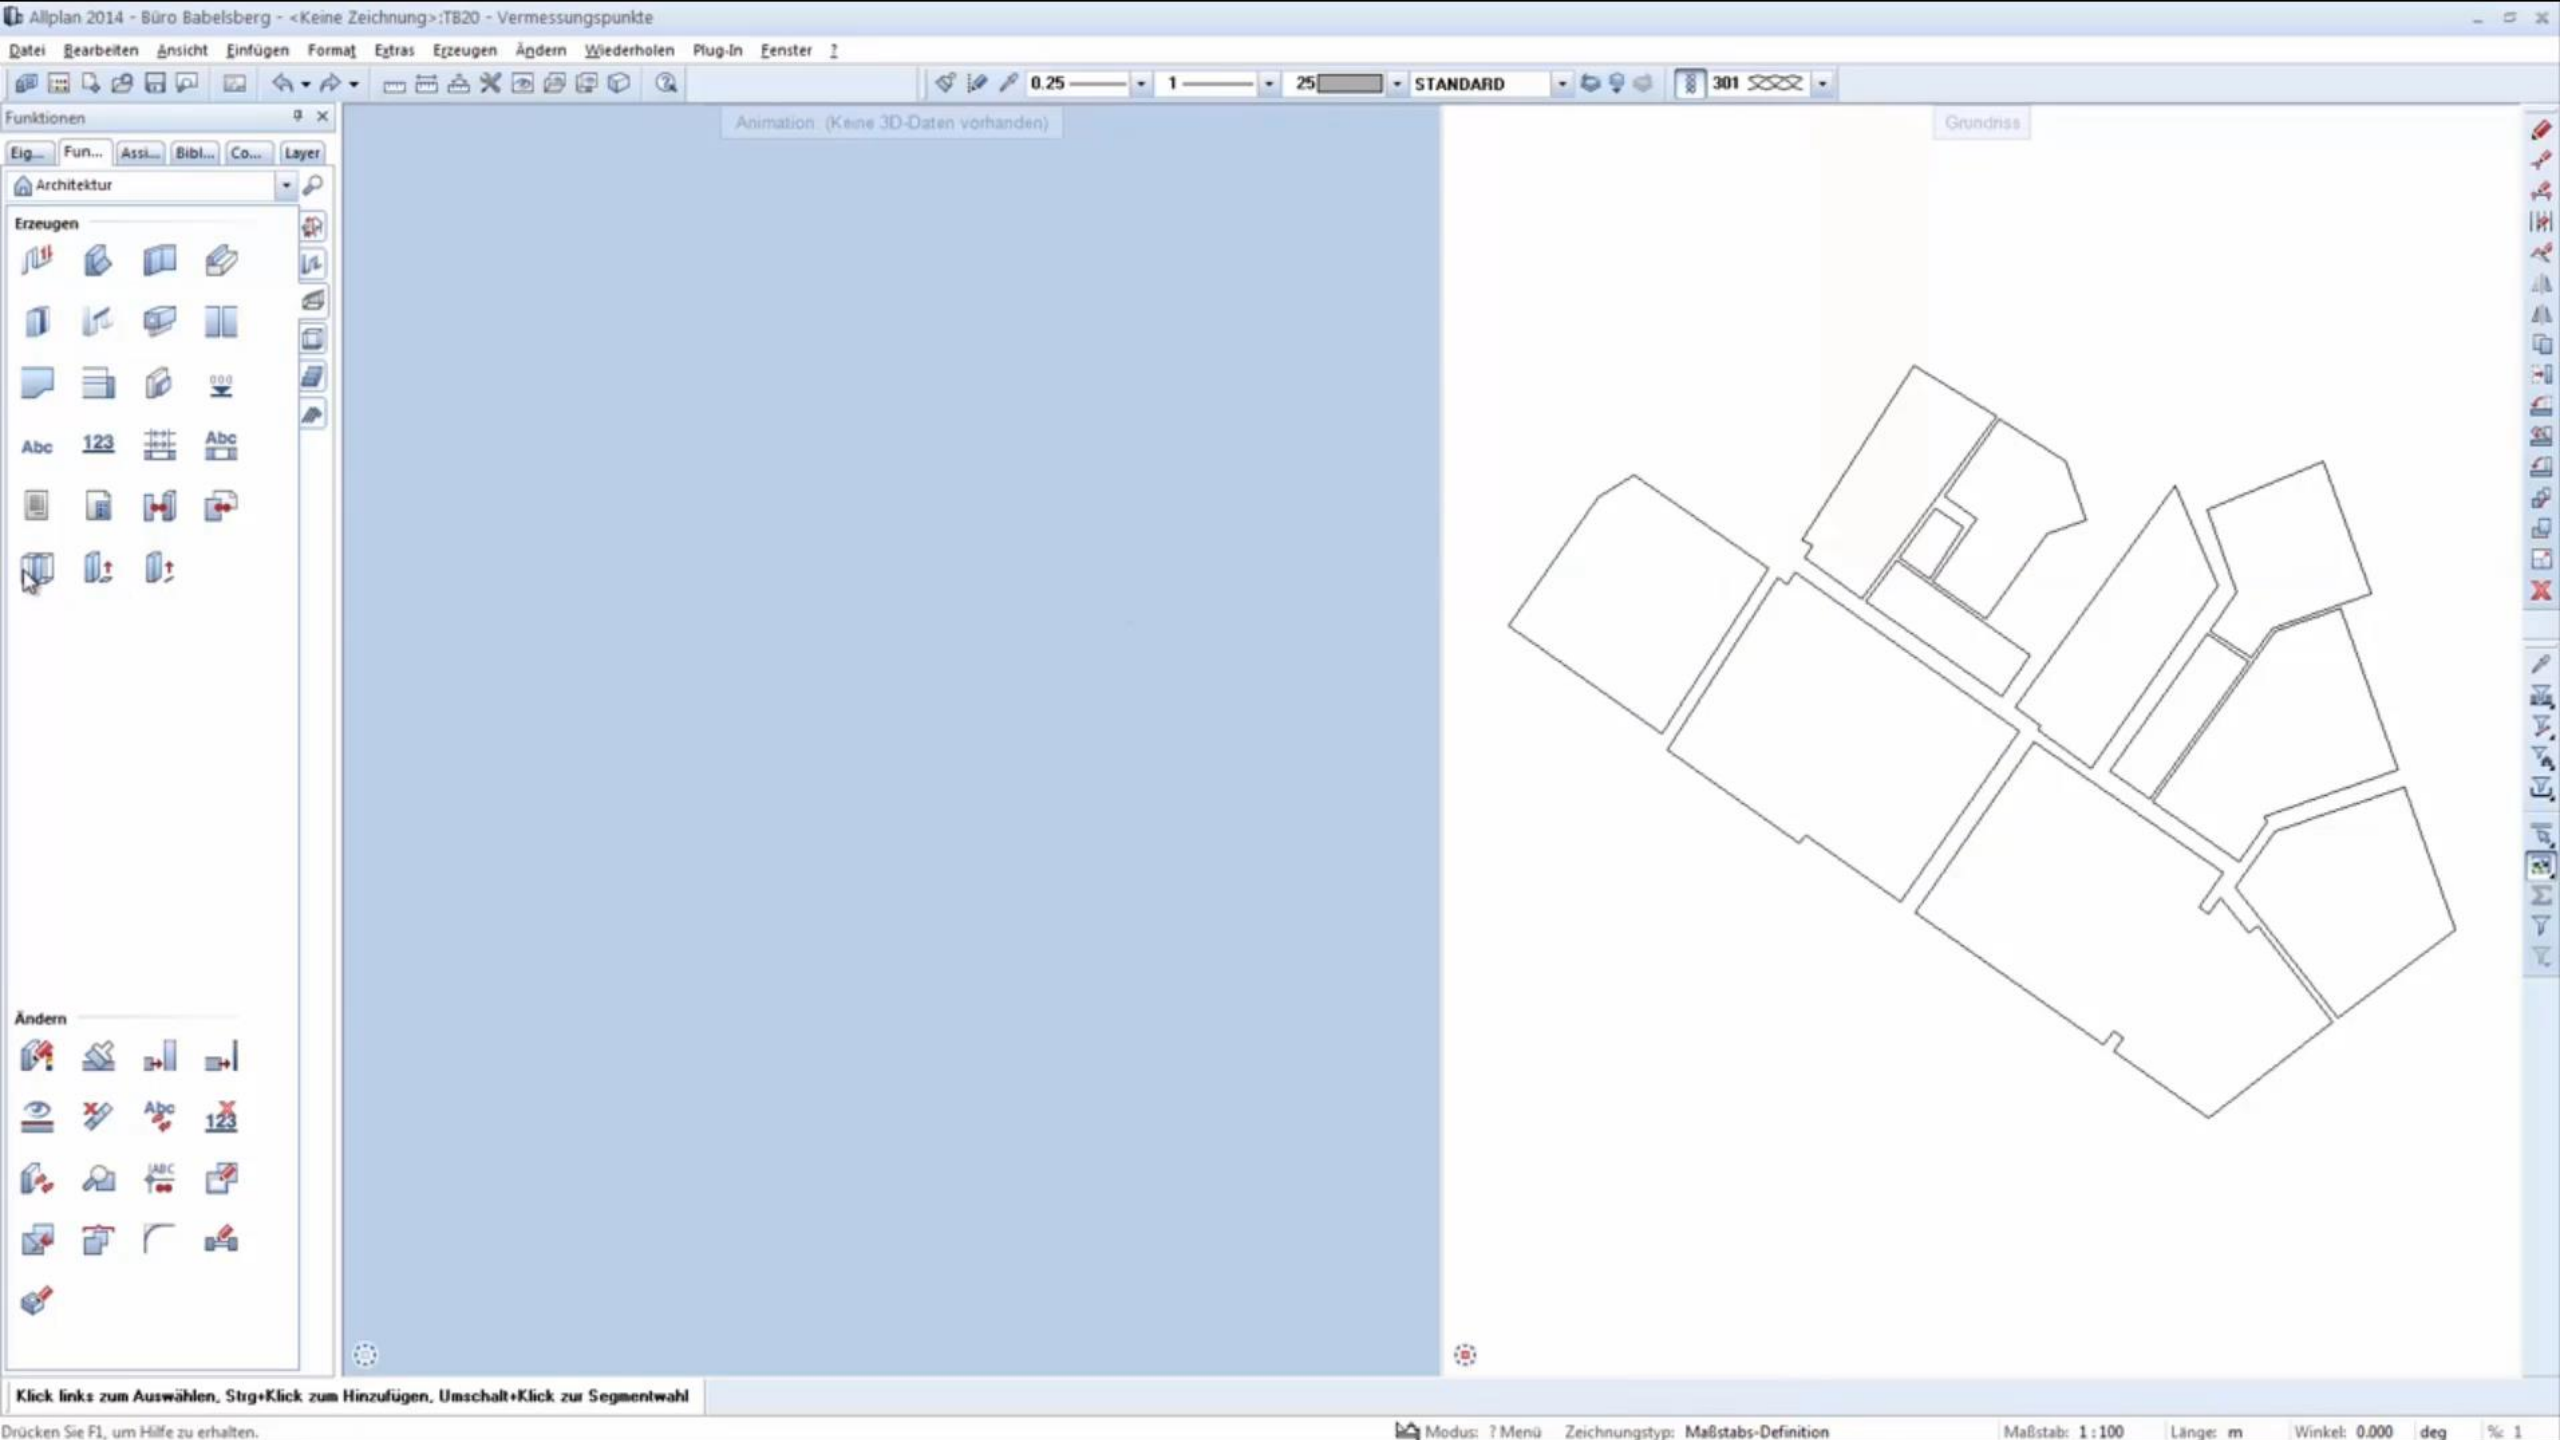 Allplan 2014 - Büro Babelsberg - <Keine Zeichnung>:TB20 - Vermessungspunkte
Datei Bearbeiten Ansicht Einfügen Format Extras Erzeugen Ändern Wiederholen Plug-In Fenster ?
0.25 1 25 STANDARD 301
Funktionen
Animation (Keine 3D-Daten vorhanden)
Grundriss
Eig... Fun... Assi... Bibl... Co... Layer
Architektur
Erzeugen
000
Abc 123 Abc
Ändern
Abc 123
ABC
Klick links zum Auswählen, Strg+Klick zum Hinzufügen, Umschalt+Klick zur Segmentwahl
Drücken Sie F1, um Hilfe zu erhalten. Modus: ? Menü Zeichnungstyp: Maßstabs-Definition Maßstab: 1:100 Länge: m Winkel: 0.000 deg %: 1